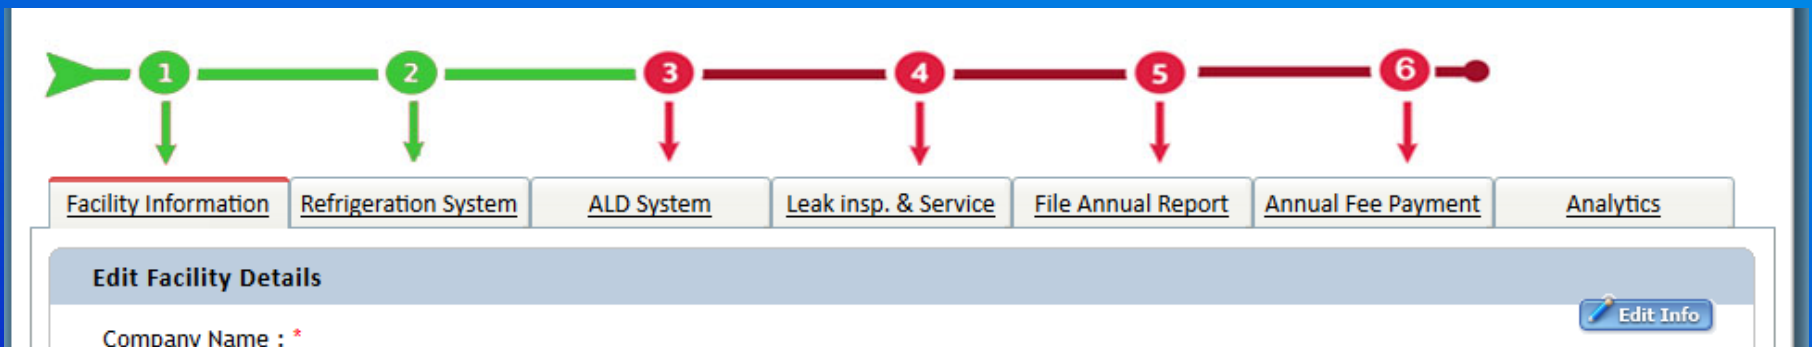 1 2 3 4 5 6
Facility Information Refrigeration System ALD System Leak insp. & Service File Annual Report Annual Fee Payment Analytics
Edit Facility Details
Edit Info
Company Name : *